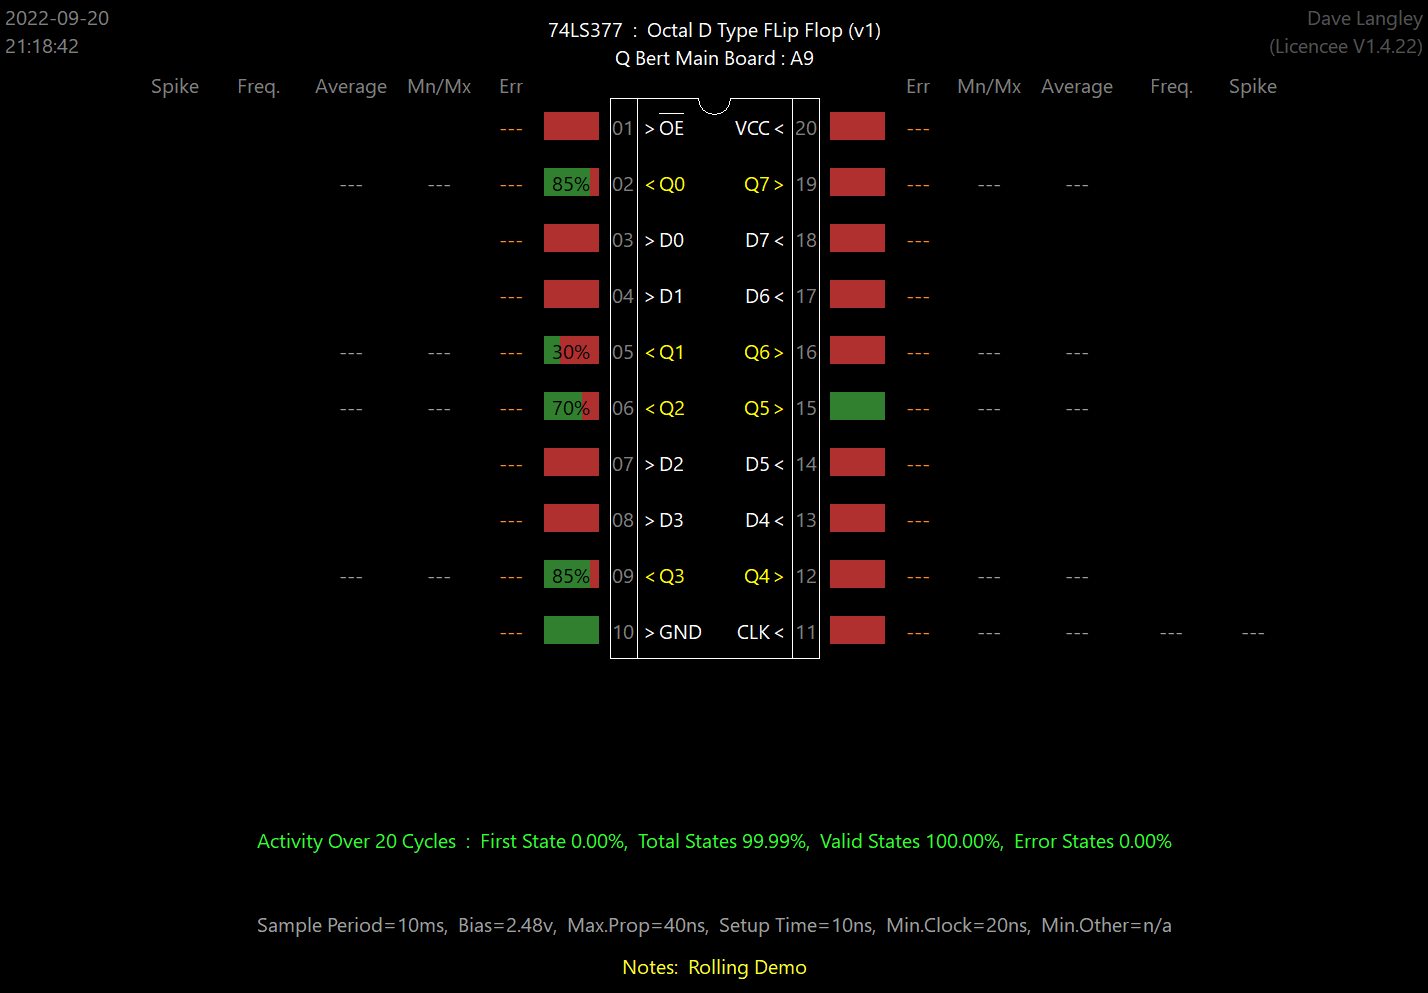 2022-09-20 74LS377 : Octal D Type FLip Flop (v1) Dave Langley
21:18:42 Q Bert Main Board : A9 (Licencee V1.4.22)
Spike Freq. Average Mn/Mx Err Err Mn/Mx Average Freq. Spike
--- 01 > OE VCC < 20 ---
--- --- --- 85% 02 < Q0 Q7 > 19 --- --- ---
--- 03 > D0 D7 < 18 ---
--- 04 > D1 D6 < 17 ---
--- --- --- 30% 05 < Q1 Q6 > 16 --- --- ---
--- --- --- 70% 06 < Q2 Q5 > 15 --- --- ---
--- 07 > D2 D5 < 14 ---
--- 08 > D3 D4 < 13 ---
--- --- --- 85% 09 < Q3 Q4 > 12 --- --- ---
--- 10 > GND CLK < 11 --- --- --- --- ---
Activity Over 20 Cycles : First State 0.00%, Total States 99.99%, Valid States 100.00%, Error States 0.00%
Sample Period=10ms, Bias=2.48v, Max.Prop=40ns, Setup Time=10ns, Min.Clock=20ns, Min.Other=n/a
Notes: Rolling Demo